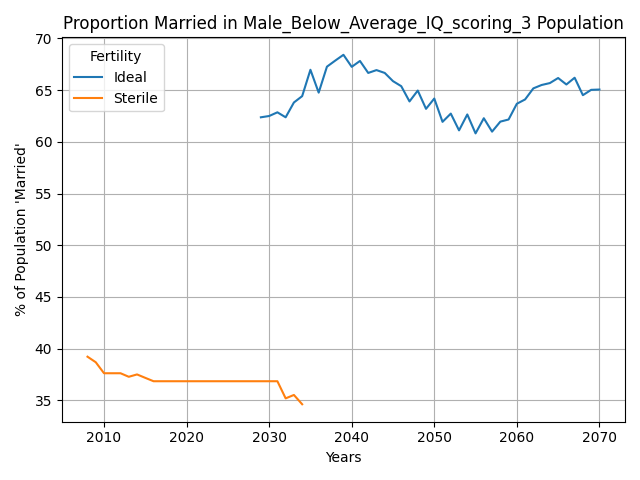 Proportion Married in Male_Below_Average_IQ_scoring_3 Population
Fertility
Ideal
Sterile
% of Population 'Married'
70
65
60
55
50
45
40
35
2010 2020 2030 2040 2050 2060 2070
Years